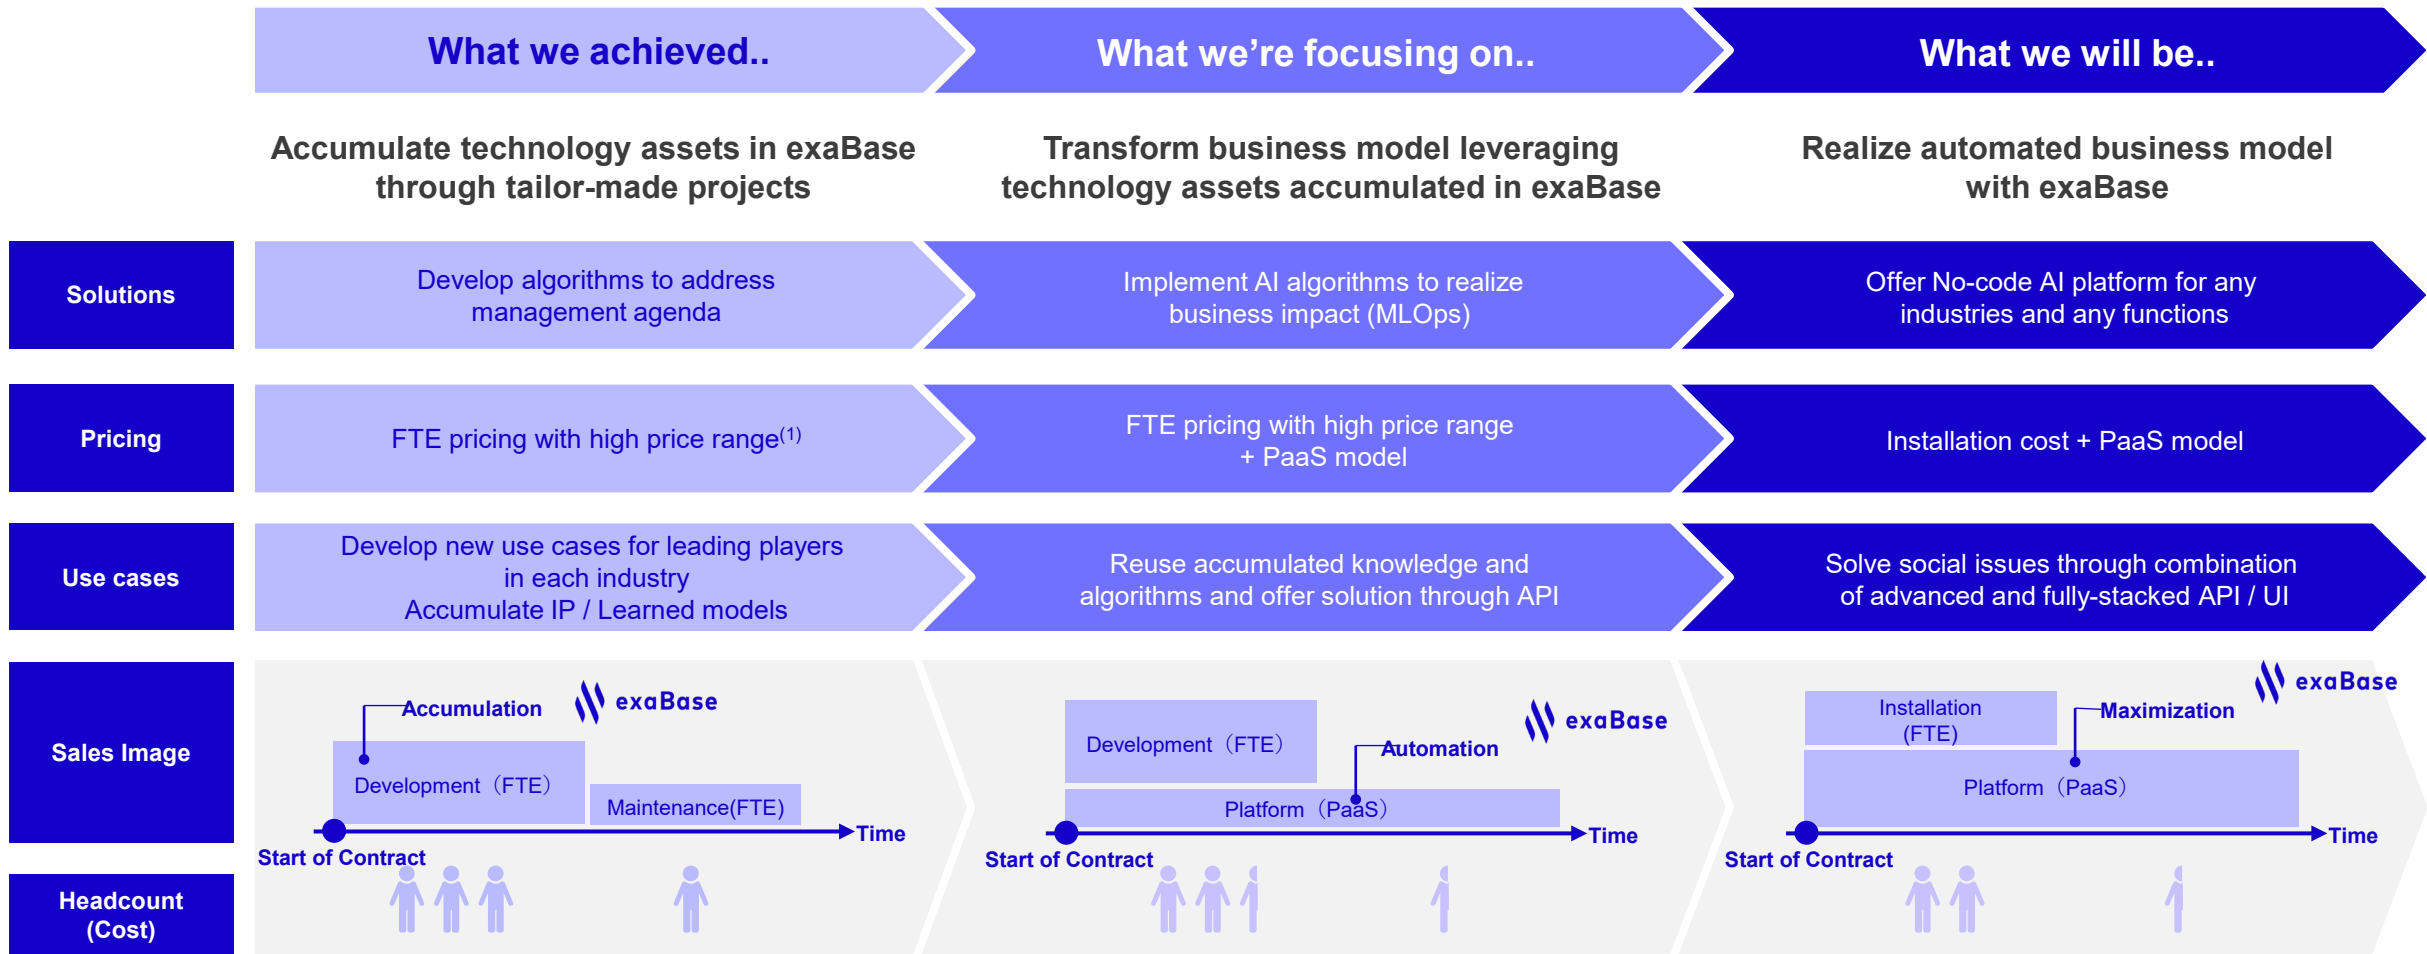 What we achieved..
What we're focusing on..
What we will be..
Accumulate technology assets in exaBase
through tailor-made projects
Transform business model leveraging
technology assets accumulated in exaBase
Realize automated business model
with exaBase
Solutions
Develop algorithms to address
management agenda
Implement AI algorithms to realize
business impact (MLOps)
Offer No-code AI platform for any
industries and any functions
Pricing
FTE pricing with high price range(1)
FTE pricing with high price range
+ PaaS model
Installation cost + PaaS model
Use cases
Develop new use cases for leading players
in each industry
Accumulate IP / Learned models
Reuse accumulated knowledge and
algorithms and offer solution through API
Solve social issues through combination
of advanced and fully-stacked API / UI
Sales Image
Accumulation
exaBase
Development（FTE）
Maintenance(FTE)
Time
Start of Contract
exaBase
Development（FTE）
Automation
Platform（PaaS）
Time
Start of Contract
exaBase
Installation
(FTE)
Maximization
Platform（PaaS）
Time
Start of Contract
Headcount
(Cost)